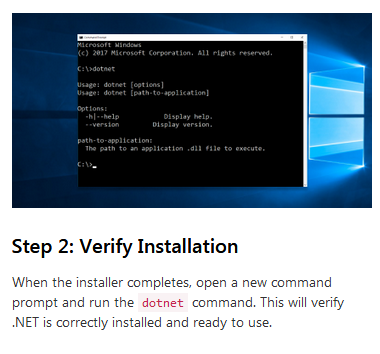 Microsoft Windows
(c) 2017 Microsoft Corporation. All rights reserved.
C:\>dotnet
Usage: dotnet [options]
Usage: dotnet [path-to-application]
Options:
-h|--help Display help.
--version Display version.
path-to-application:
The path to an application .dll file to execute.
C:\>_
Step 2: Verify Installation
When the installer completes, open a new command
prompt and run the dotnet command. This will verify
.NET is correctly installed and ready to use.